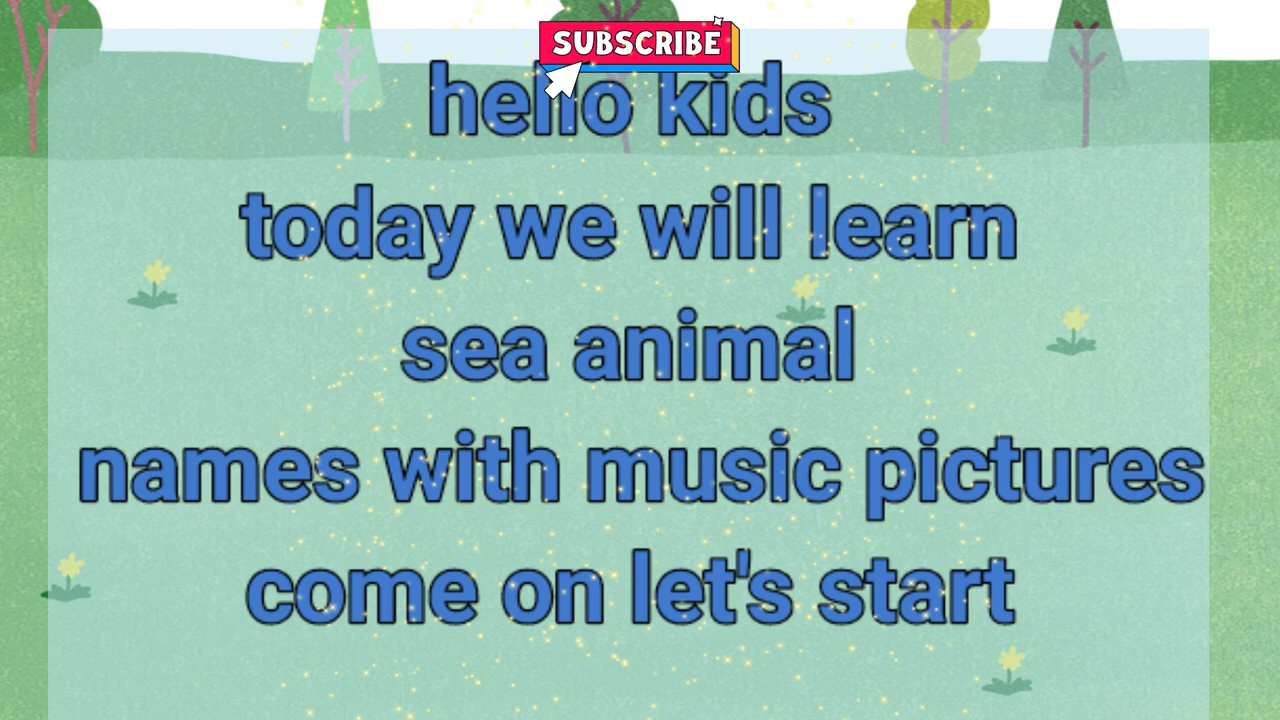 SUBSCRIBE
hello kids
today we will learn
sea animal
names with music pictures
come on let's start